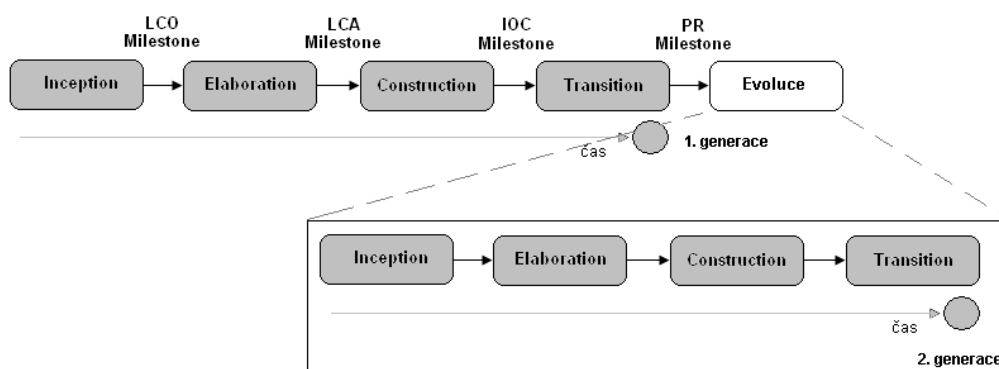 LCO
Milestone
LCA
Milestone
IOC
Milestone
PR
Milestone
Inception
Elaboration
Construction
Transition
Evoluce
čas
1. generace
Inception
Elaboration
Construction
Transition
čas
2. generace